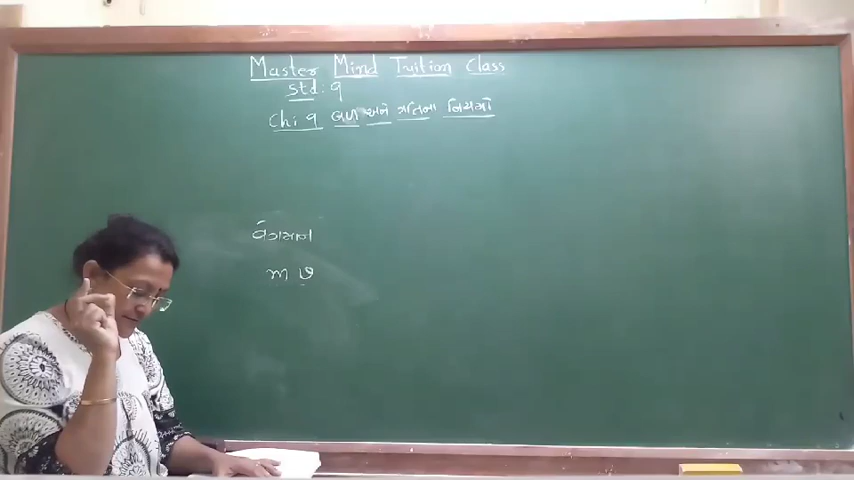 Master Mind Tuition Class
Std: 9
Ch: 9 બળ અને ગતિના નિયમો
વેગમાન
m v